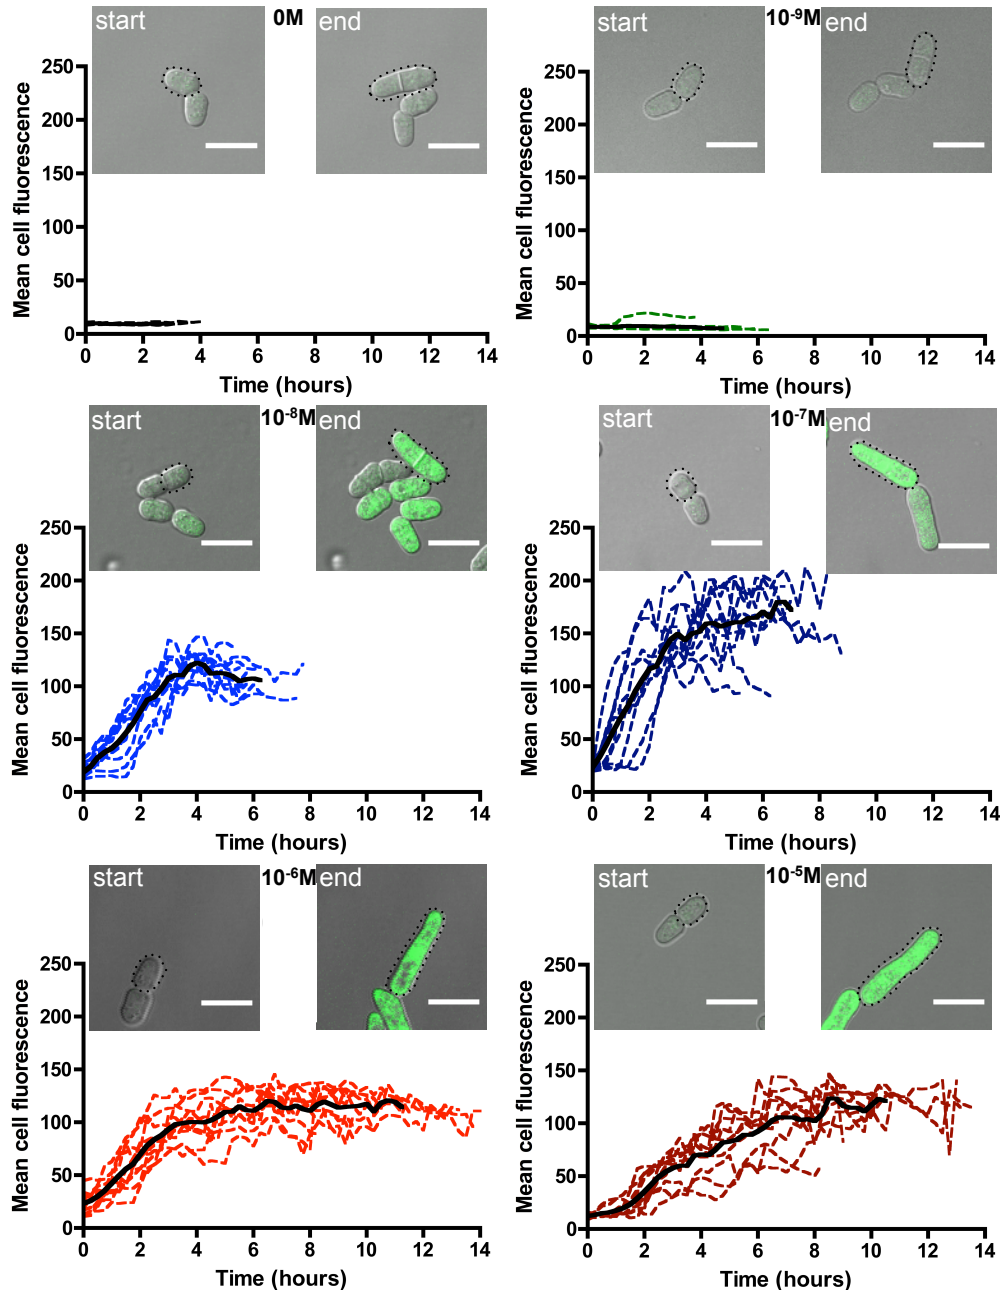 start 0M end
Mean cell fluorescence
250
200
150
100
50
0
0 2 4 6 8 10 12 14
Time (hours)
start 10⁻⁹M end
Mean cell fluorescence
250
200
150
100
50
0
0 2 4 6 8 10 12 14
Time (hours)
start 10⁻⁸M end
Mean cell fluorescence
250
200
150
100
50
0
0 2 4 6 8 10 12 14
Time (hours)
start 10⁻⁷M end
Mean cell fluorescence
250
200
150
100
50
0
0 2 4 6 8 10 12 14
Time (hours)
start 10⁻⁶M end
Mean cell fluorescence
250
200
150
100
50
0
0 2 4 6 8 10 12 14
Time (hours)
start 10⁻⁵M end
Mean cell fluorescence
250
200
150
100
50
0
0 2 4 6 8 10 12 14
Time (hours)